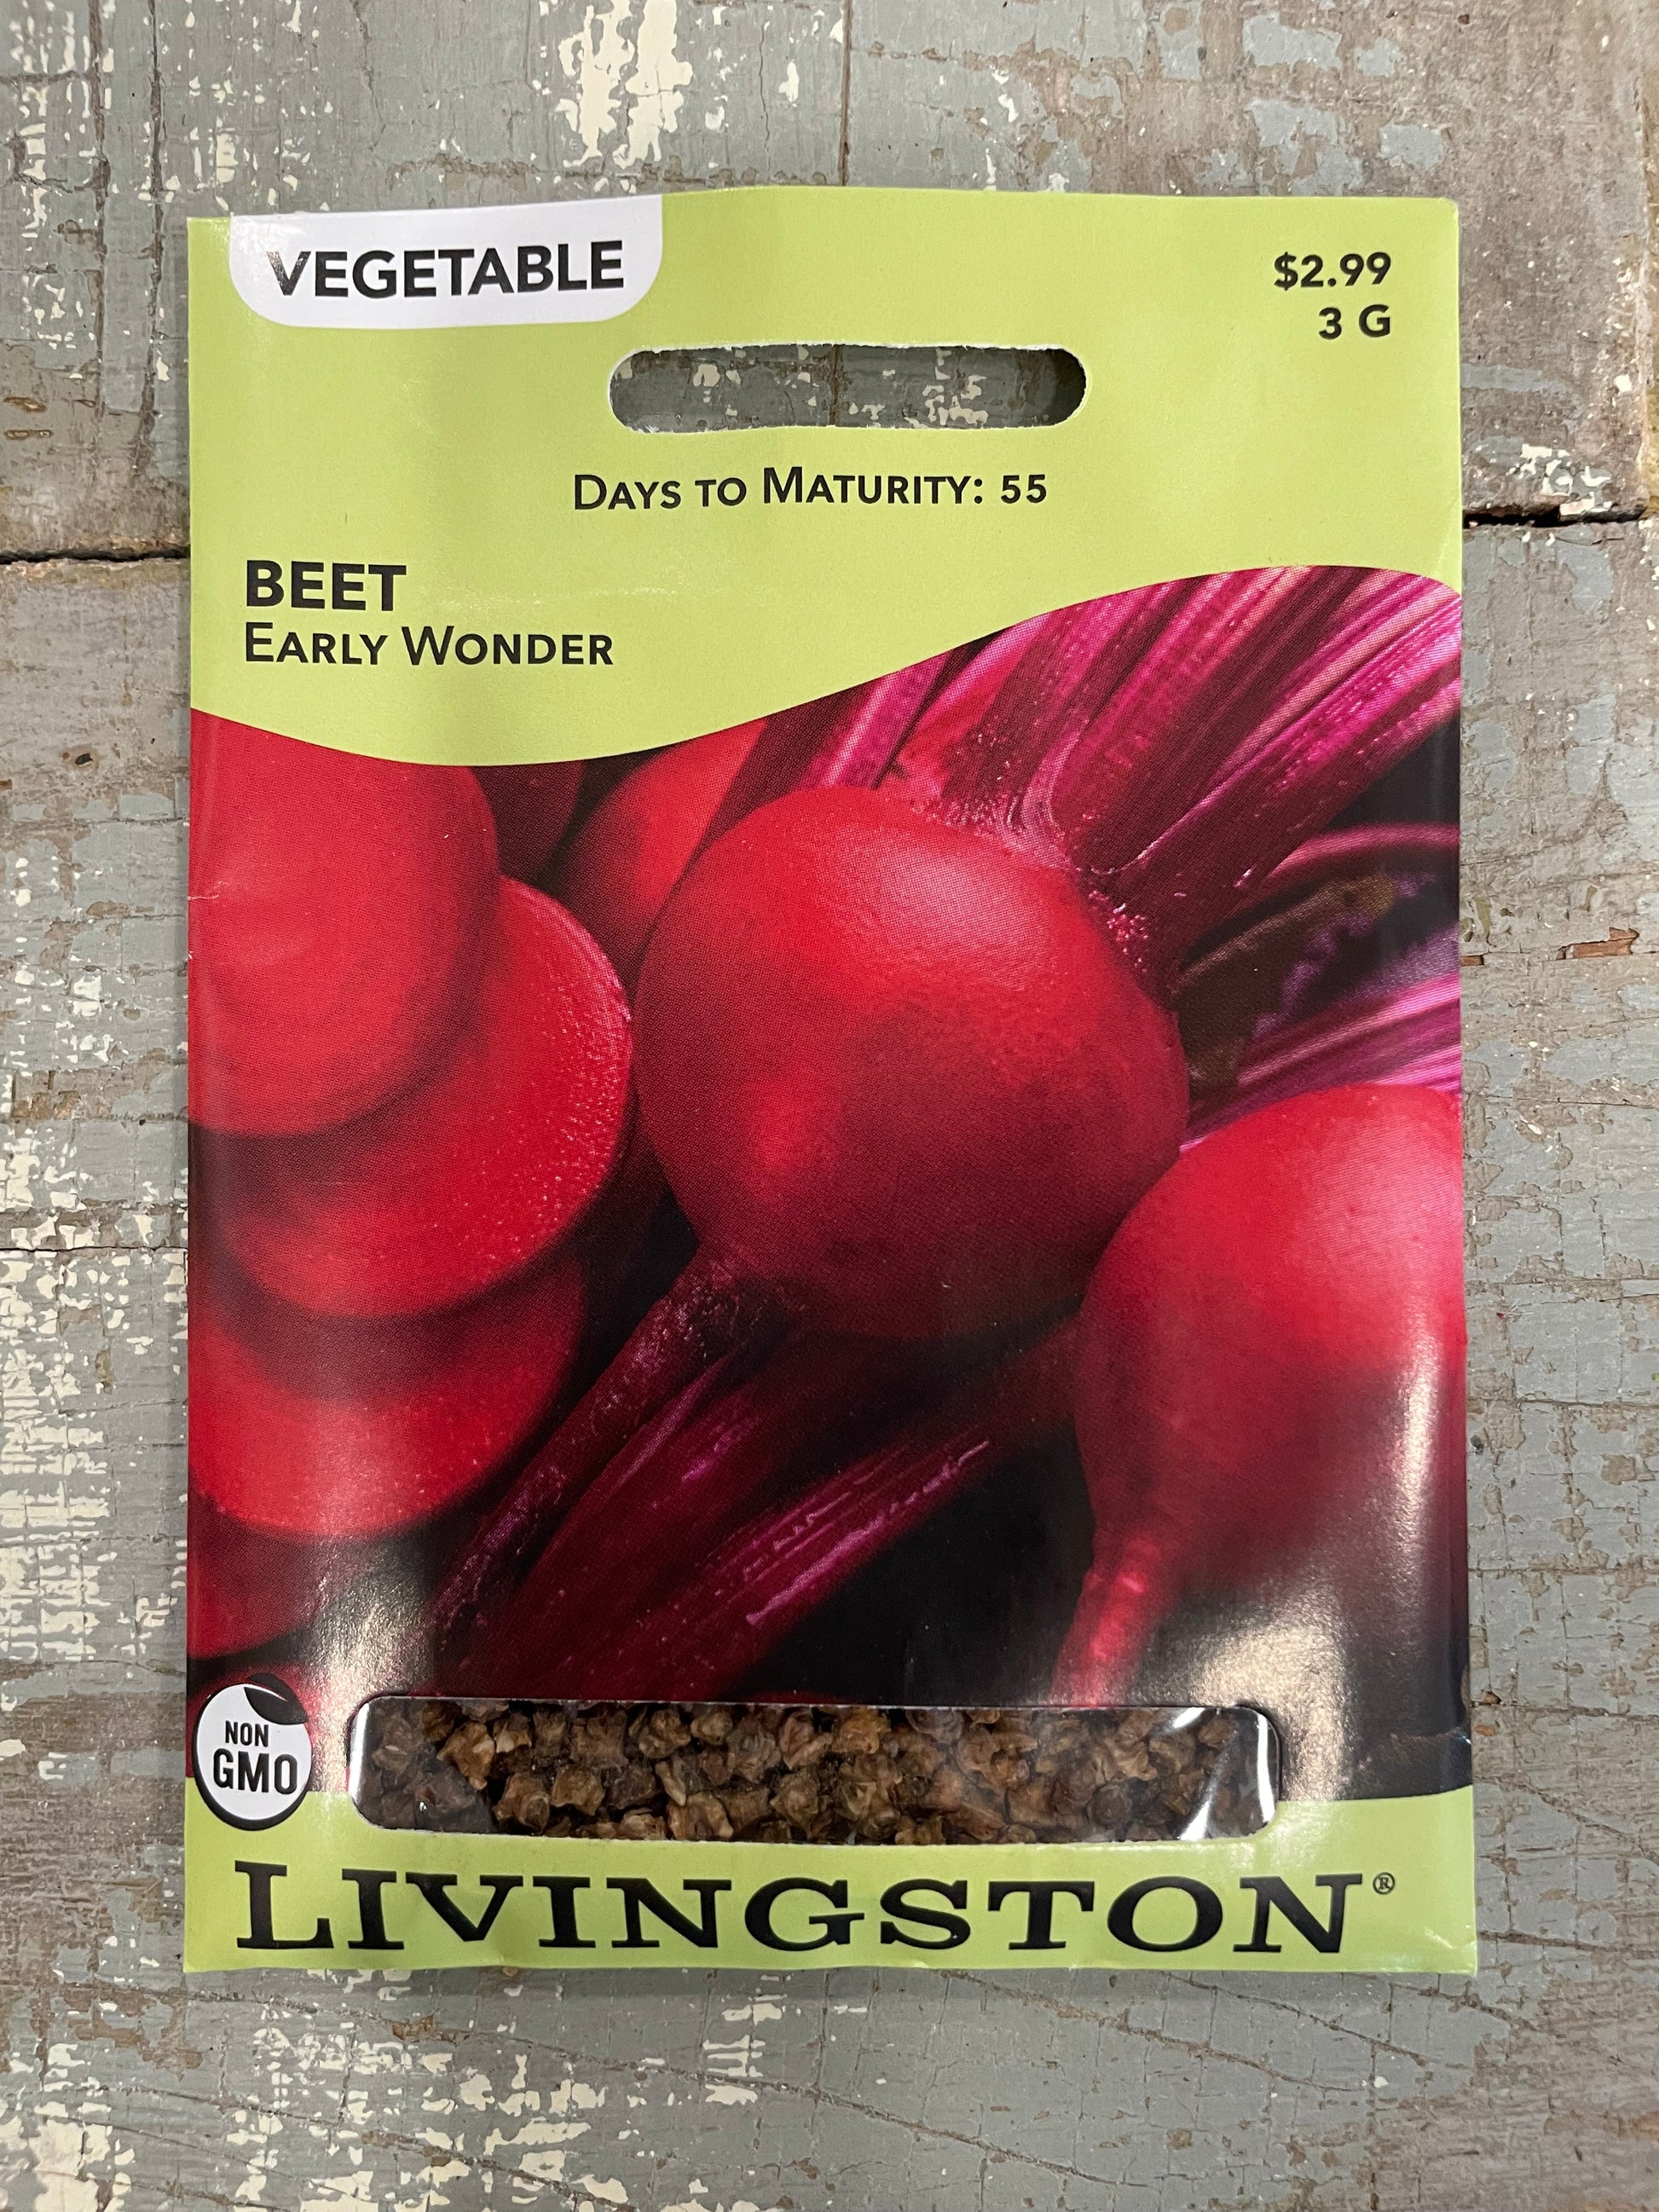 VEGETABLE
$2.99
3 G
DAYS TO MATURITY: 55
BEET
EARLY WONDER
NON
GMO
LIVINGSTON®